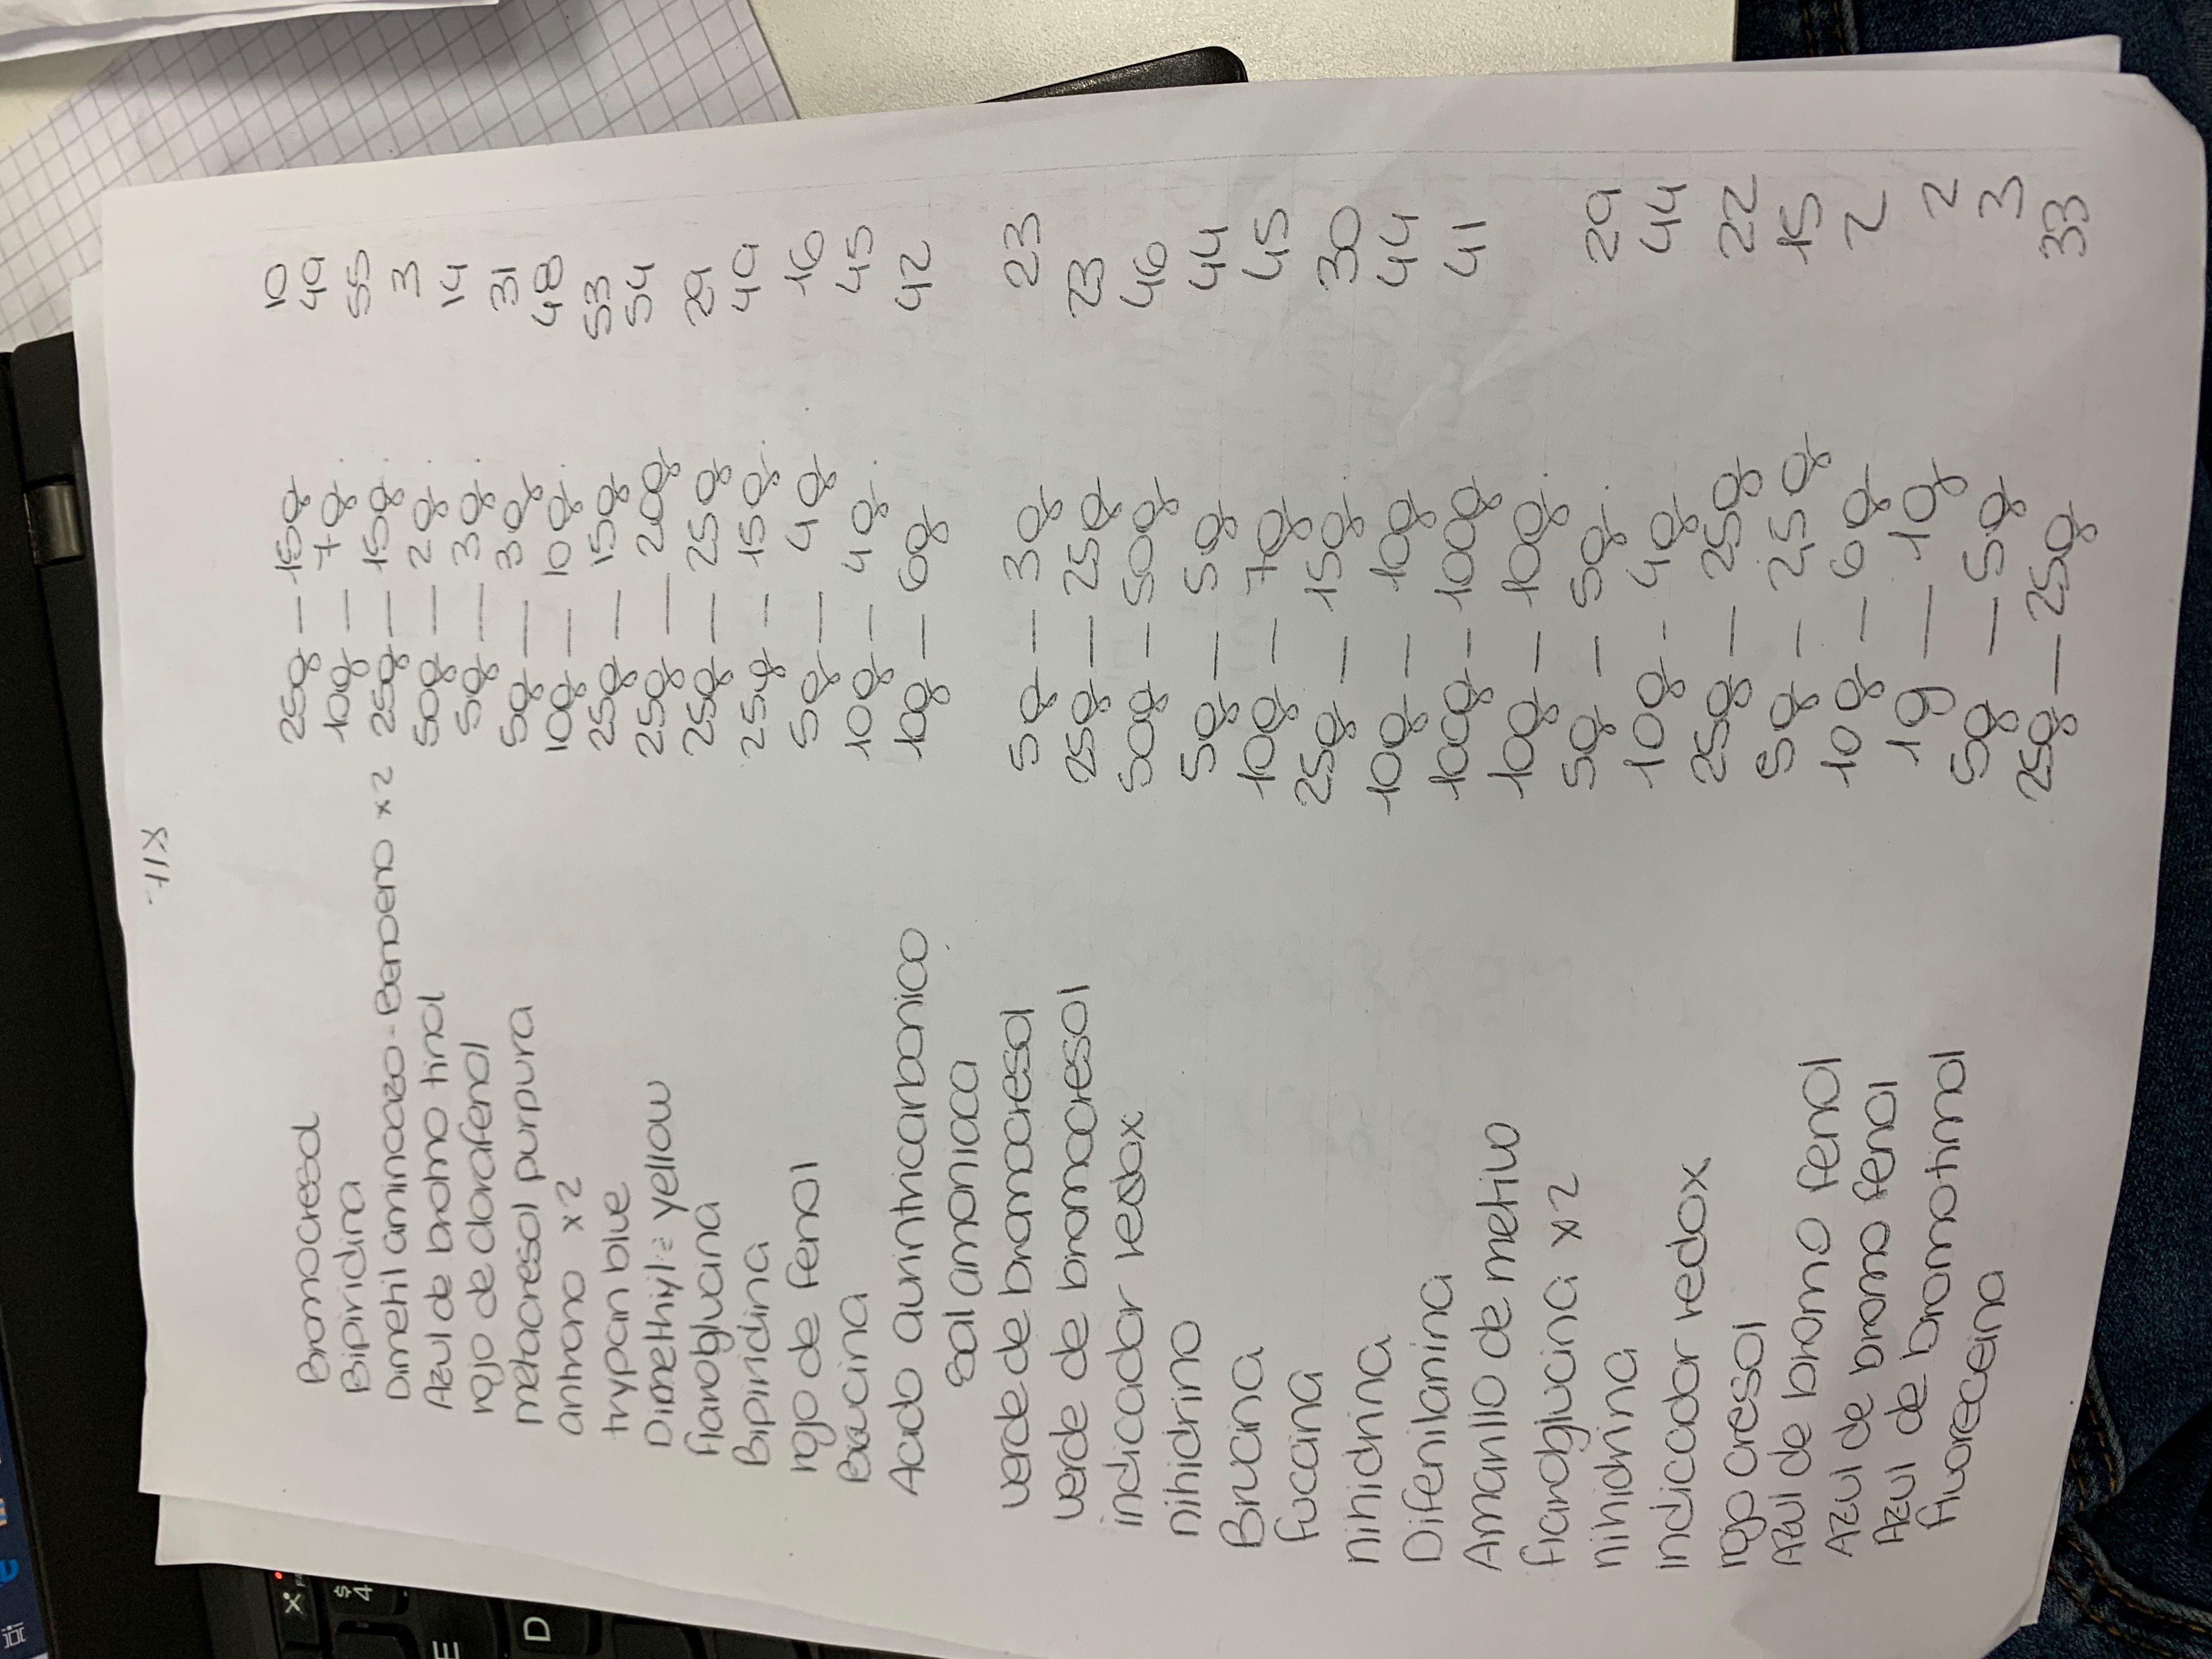 XII-
Bromocresol 25g — 15g 10
Bipiridina 10g — 7g. 49
Dimetil aminoazo-Benceno x2 25g — 15g. 55
Azul de bromo tinol 50g — 2g. 3
rojo de clorafenol 5g — 3g. 14
metacresol purpura 5g — 3g 31
antrono x2 10g — 10g. 48
trypan blue 25g — 15g 53
Dimethyl = yellow 25g — 20g 54
fluroglucina 25g — 25g 29
Bipiridina 25g — 15g. 49
rojo de fenol 5g — 4g 16
Brucina 10g — 4g. 45
Acido aurintricarbonico 10g — 6g 42
sal amoniaca
verde de bromocresol 5g — 3g 23
verde de bromocresol 25g — 25g 23
indicador redox 50g — 50g 46
nihidrino 5g — 5g 44
Brucina 10g — 7g 45
fuccina 25g — 15g. 30
nihidrina 10g — 10g 44
Difenilanina 100g — 100g 41
Amarillo de metilo 10g — 10g.
fluroglucina x2 5g — 5g. 29
nihidrina 10g - 4g 44
indicador redox 25g — 25g 22
rojo cresol 5g — 2,5g 15
Azul de bromo fenol 10g — 6g 2
Azul de bromo fenol 1g — 1g 2
Azul de bromotimol 5g — 5g 3
fluoreceina 25g — 25g 33